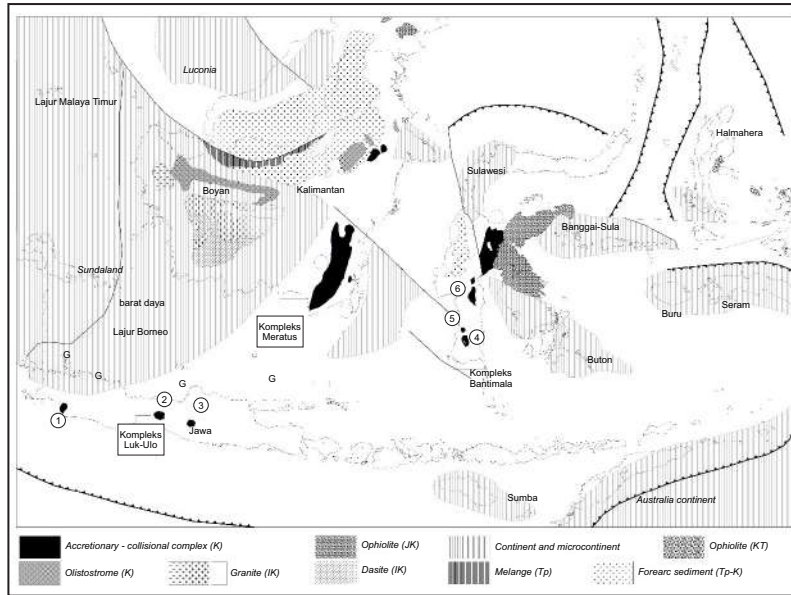 Luconia
Lajur Malaya Timur
Halmahera
Sulawesi
Boyan
Kalimantan
Banggai-Sula
Sundaland
barat daya
6
Seram
Buru
Lajur Borneo
Kompleks
Meratus
5
4
G
Buton
Kompleks
Bantimala
G
G
G
2
3
1
Kompleks
Luk-Ulo
Jawa
Sumba
Australia continent
Accretionary - collisional complex (K)
Ophiolite (JK)
Continent and microcontinent
Ophiolite (KT)
Olistostrome (K)
Granite (IK)
Dasite (IK)
Melange (Tp)
Forearc sediment (Tp-K)